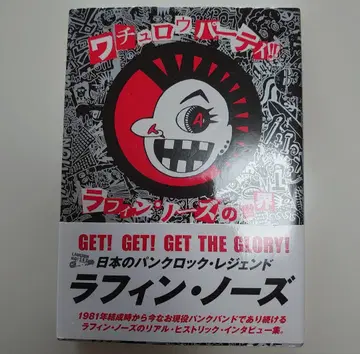 ワチュロウパーティ!!
A
ラフィン・ノーズの世界
GET! GET! GET THE GLORY!
日本のパンクロック・レジェンド
ラフィン・ノーズ
1981年結成時から今なお現役パンクバンドであり続ける
ラフィン・ノーズのリアル・ヒストリック・インタビュー集。